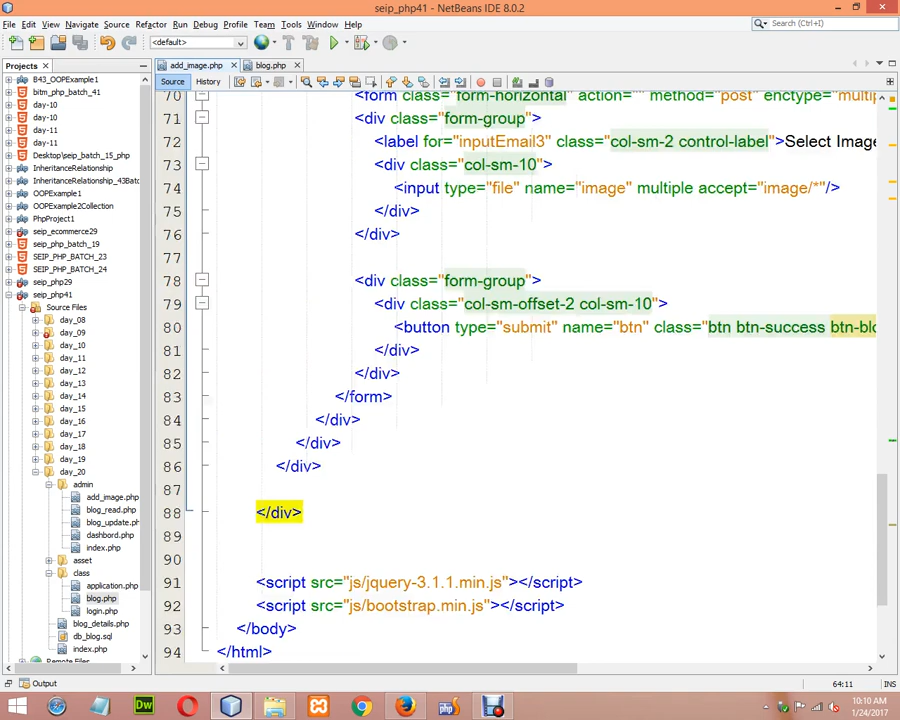 seip_php41 - NetBeans IDE 8.0.2
File Edit View Navigate Source Refactor Run Debug Profile Team Tools Window Help
Search (Ctrl+I)
<default>
Projects
add_image.php
blog.php
Source History
B43_OOPExample1
bitm_php_batch_41
day-10
day-10
day-11
day-11
Desktop\seip_batch_15_php
InheritanceRelationship
InheritanceRelationship_43Batc
OOPExample1
OOPExample2Collection
PhpProject1
seip_ecommerce29
seip_php_batch_19
SEIP_PHP_BATCH_23
SEIP_PHP_BATCH_24
seip_php29
seip_php41
Source Files
day_08
day_09
day_10
day_11
day_12
day_13
day_14
day_15
day_16
day_17
day_18
day_19
day_20
admin
add_image.php
blog_read.php
blog_update.ph
dashbord.php
index.php
asset
class
application.php
blog.php
login.php
blog_details.php
db_blog.sql
index.php
Remote Files
70 <form class="form-horizontal" action="" method="post" enctype="multip
71 <div class="form-group">
72 <label for="inputEmail3" class="col-sm-2 control-label">Select Image
73 <div class="col-sm-10">
74 <input type="file" name="image" multiple accept="image/*"/>
75 </div>
76 </div>
77
78 <div class="form-group">
79 <div class="col-sm-offset-2 col-sm-10">
80 <button type="submit" name="btn" class="btn btn-success btn-blo
81 </div>
82 </div>
83 </form>
84 </div>
85 </div>
86 </div>
87
88 </div>
89
90
91 <script src="js/jquery-3.1.1.min.js"></script>
92 <script src="js/bootstrap.min.js"></script>
93 </body>
94 </html>
Output
64:11
INS
Dw
php
10:10 AM
1/24/2017